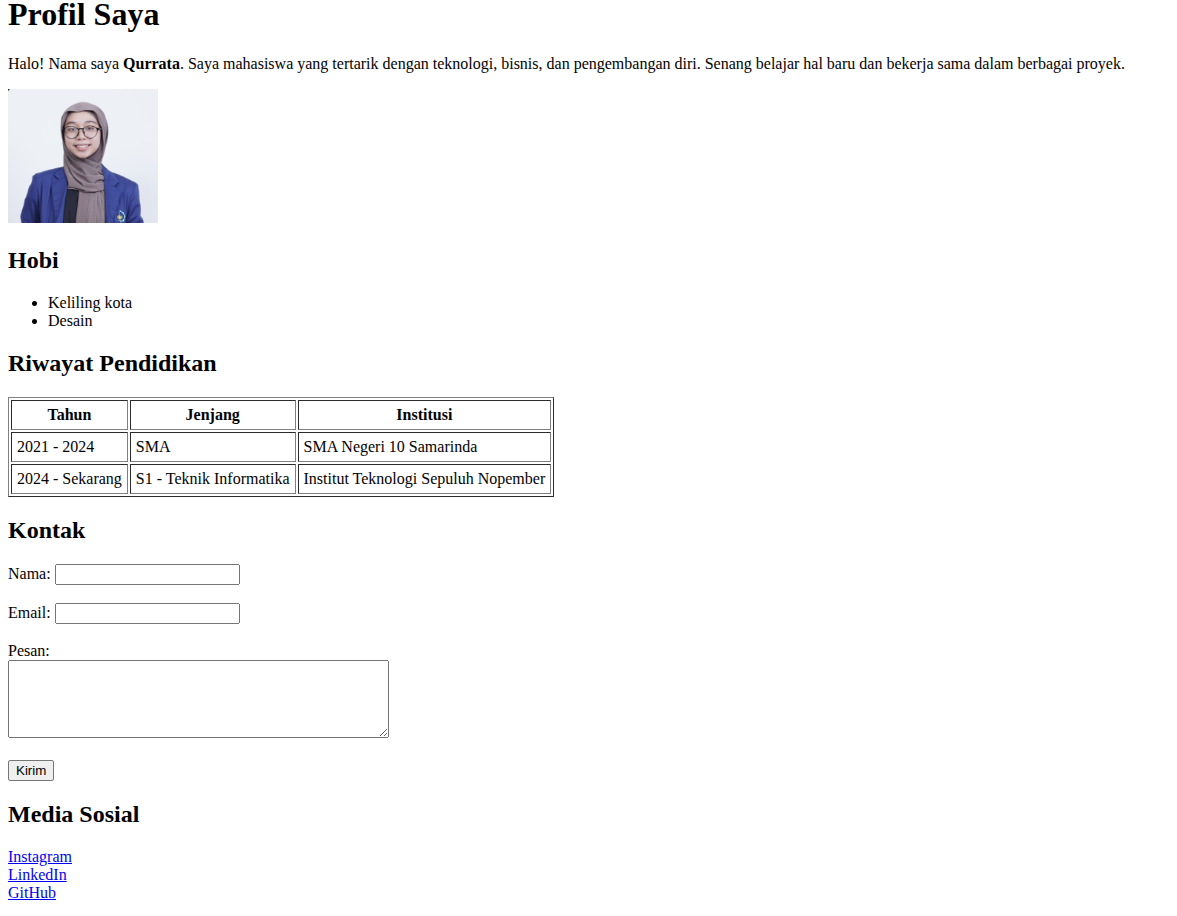 Profil Saya
Halo! Nama saya Qurrata. Saya mahasiswa yang tertarik dengan teknologi, bisnis, dan pengembangan diri. Senang belajar hal baru dan bekerja sama dalam berbagai proyek.
Hobi
Keliling kota
Desain
Riwayat Pendidikan
Tahun Jenjang Institusi
2021 - 2024 SMA SMA Negeri 10 Samarinda
2024 - Sekarang S1 - Teknik Informatika Institut Teknologi Sepuluh Nopember
Kontak
Nama:
Email:
Pesan:
Kirim
Media Sosial
Instagram
LinkedIn
GitHub